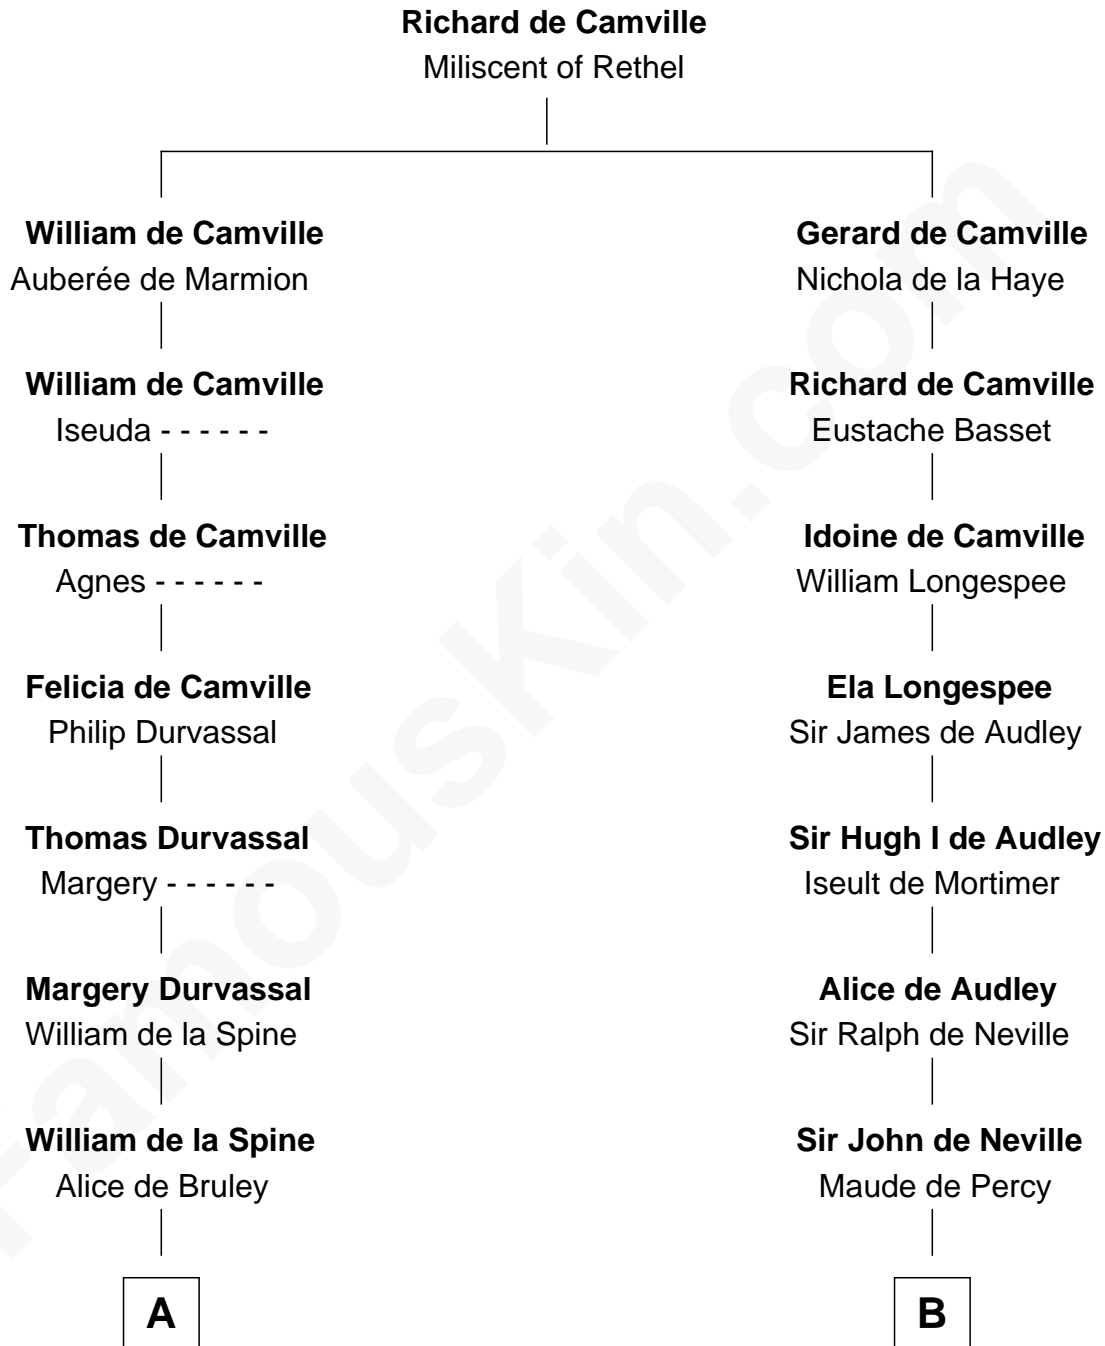 Richard de Camville
Miliscent of Rethel
William de Camville
Auberée de Marmion
Gerard de Camville
Nichola de la Haye
William de Camville
Iseuda - - - - - -
Richard de Camville
Eustache Basset
Thomas de Camville
Agnes - - - - - -
Idoine de Camville
William Longespee
Felicia de Camville
Philip Durvassal
Ela Longespee
Sir James de Audley
Thomas Durvassal
Margery - - - - - -
Sir Hugh I de Audley
Iseult de Mortimer
Margery Durvassal
William de la Spine
Alice de Audley
Sir Ralph de Neville
William de la Spine
Alice de Bruley
Sir John de Neville
Maude de Percy
A
B
FamousKin.com